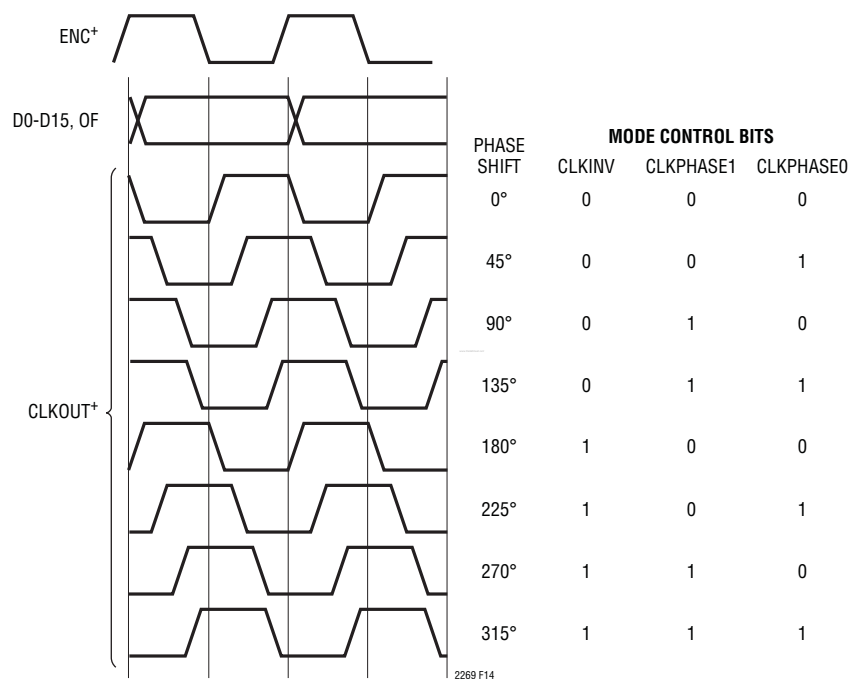 ENC+
D0-D15, OF
CLKOUT+
MODE CONTROL BITS
PHASE SHIFT CLKINV CLKPHASE1 CLKPHASE0
0° 0 0 0
45° 0 0 1
90° 0 1 0
135° 0 1 1
180° 1 0 0
225° 1 0 1
270° 1 1 0
315° 1 1 1
2269 F14